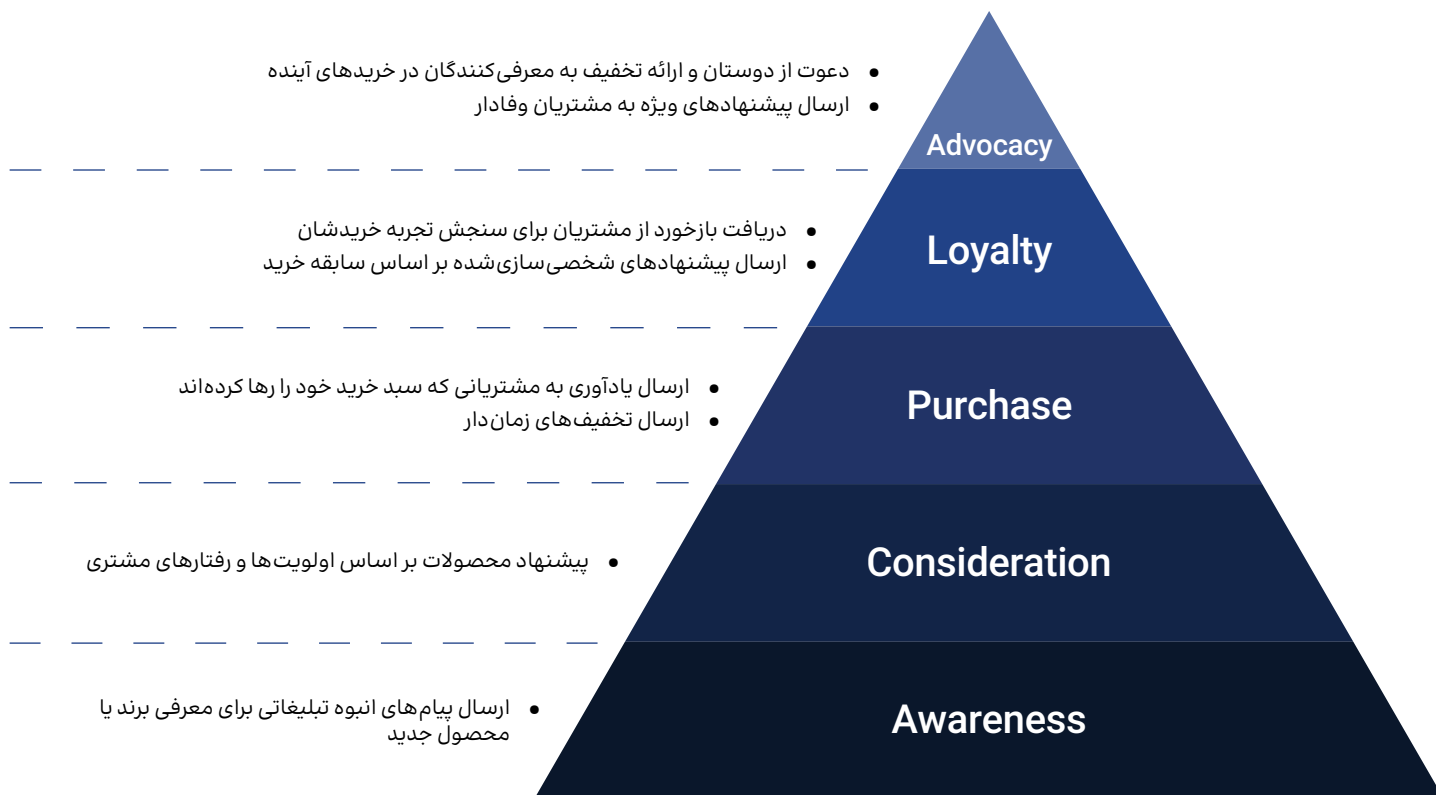 • دعوت از دوستان و ارائه تخفیف به معرفی‌کنندگان در خریدهای آینده
• ارسال پیشنهادهای ویژه به مشتریان وفادار
Advocacy
• دریافت بازخورد از مشتریان برای سنجش تجربه خریدشان
• ارسال پیشنهادهای شخصی‌سازی‌شده بر اساس سابقه خرید
Loyalty
• ارسال یادآوری به مشتریانی که سبد خرید خود را رها کرده‌اند
• ارسال تخفیف‌های زمان‌دار
Purchase
• پیشنهاد محصولات بر اساس اولویت‌ها و رفتارهای مشتری
Consideration
• ارسال پیام‌های انبوه تبلیغاتی برای معرفی برند یا
محصول جدید
Awareness